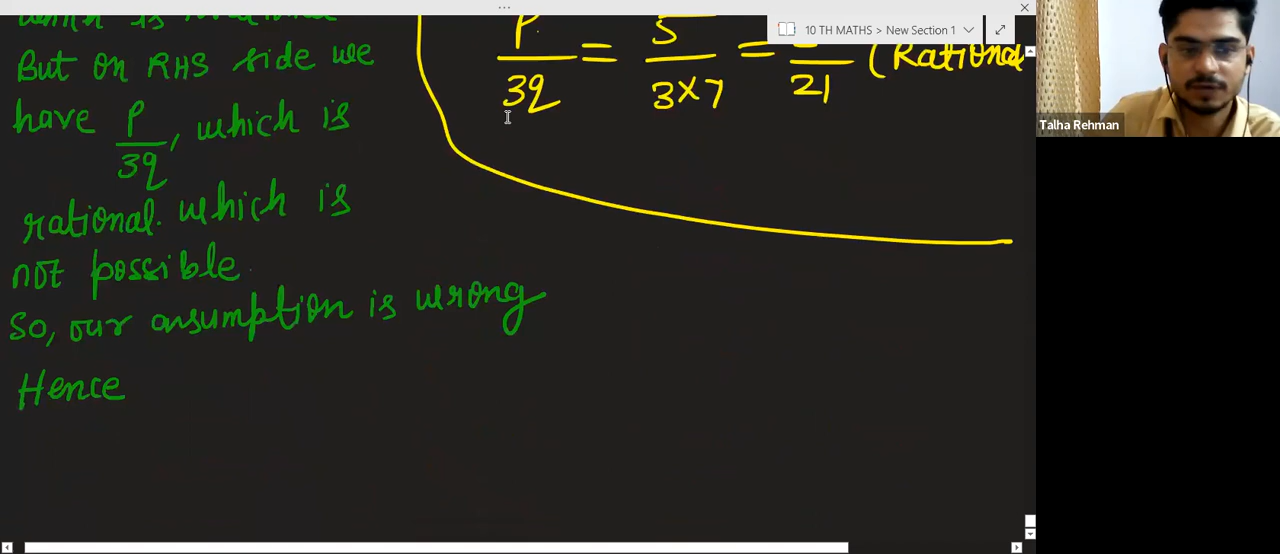 10 TH MATHS > New Section 1
But on RHS side we
have P/3q, which is
rational. which is
not possible.
So, our assumption is wrong
Hence
P/3q = 5/3×7 = /21 (Rational
Talha Rehman